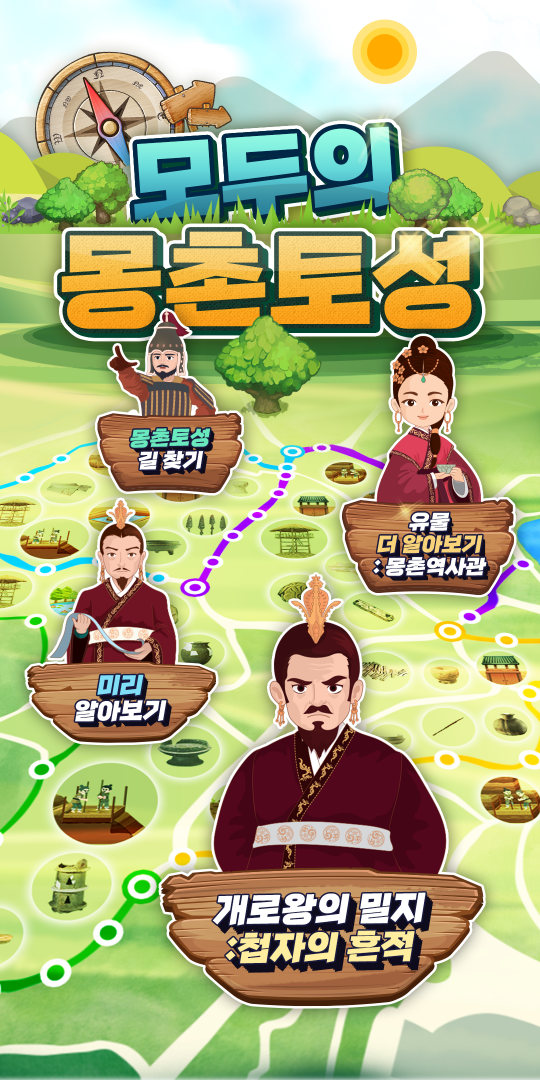 모두의
몽촌토성
몽촌토성
길 찾기
유물
더 알아보기
: 몽촌역사관
미리
알아보기
개로왕의 밀지
:첩자의 흔적